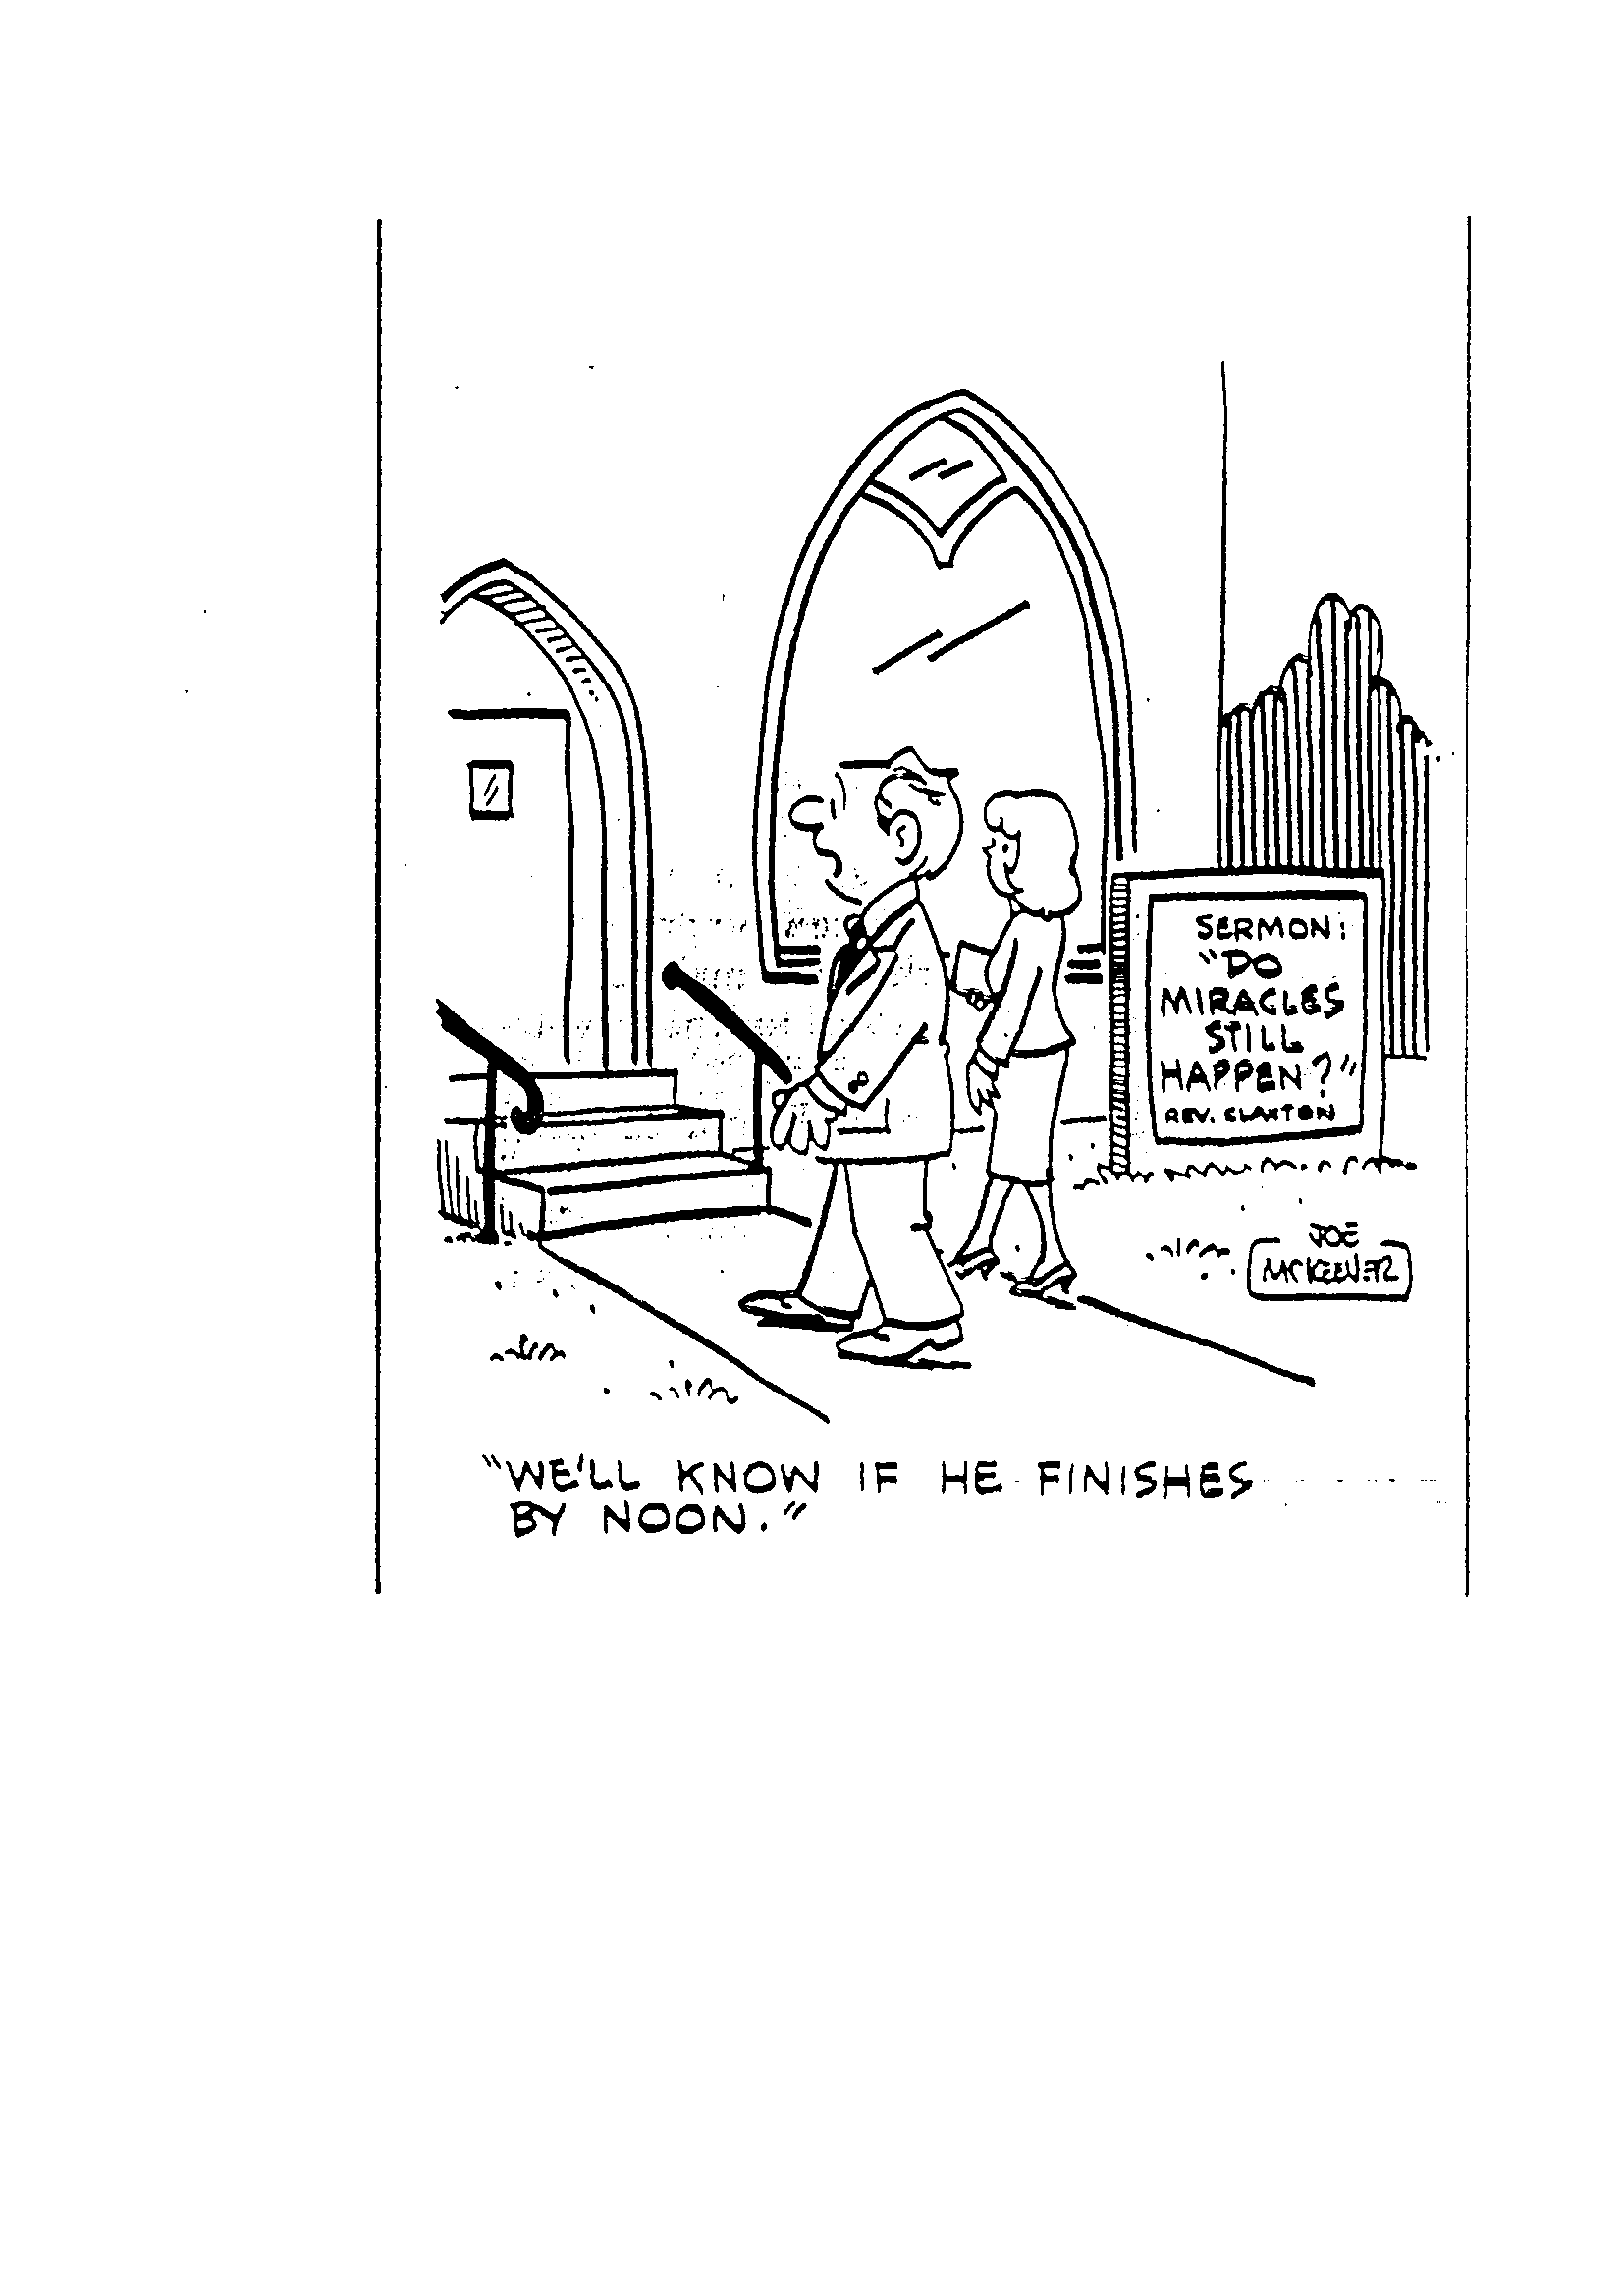 SERMON:
"DO
MIRACLES
STILL
HAPPEN?"
REV. CLAXTON
JOE
MCKEEVER
"WE'LL KNOW IF HE FINISHES
BY NOON."